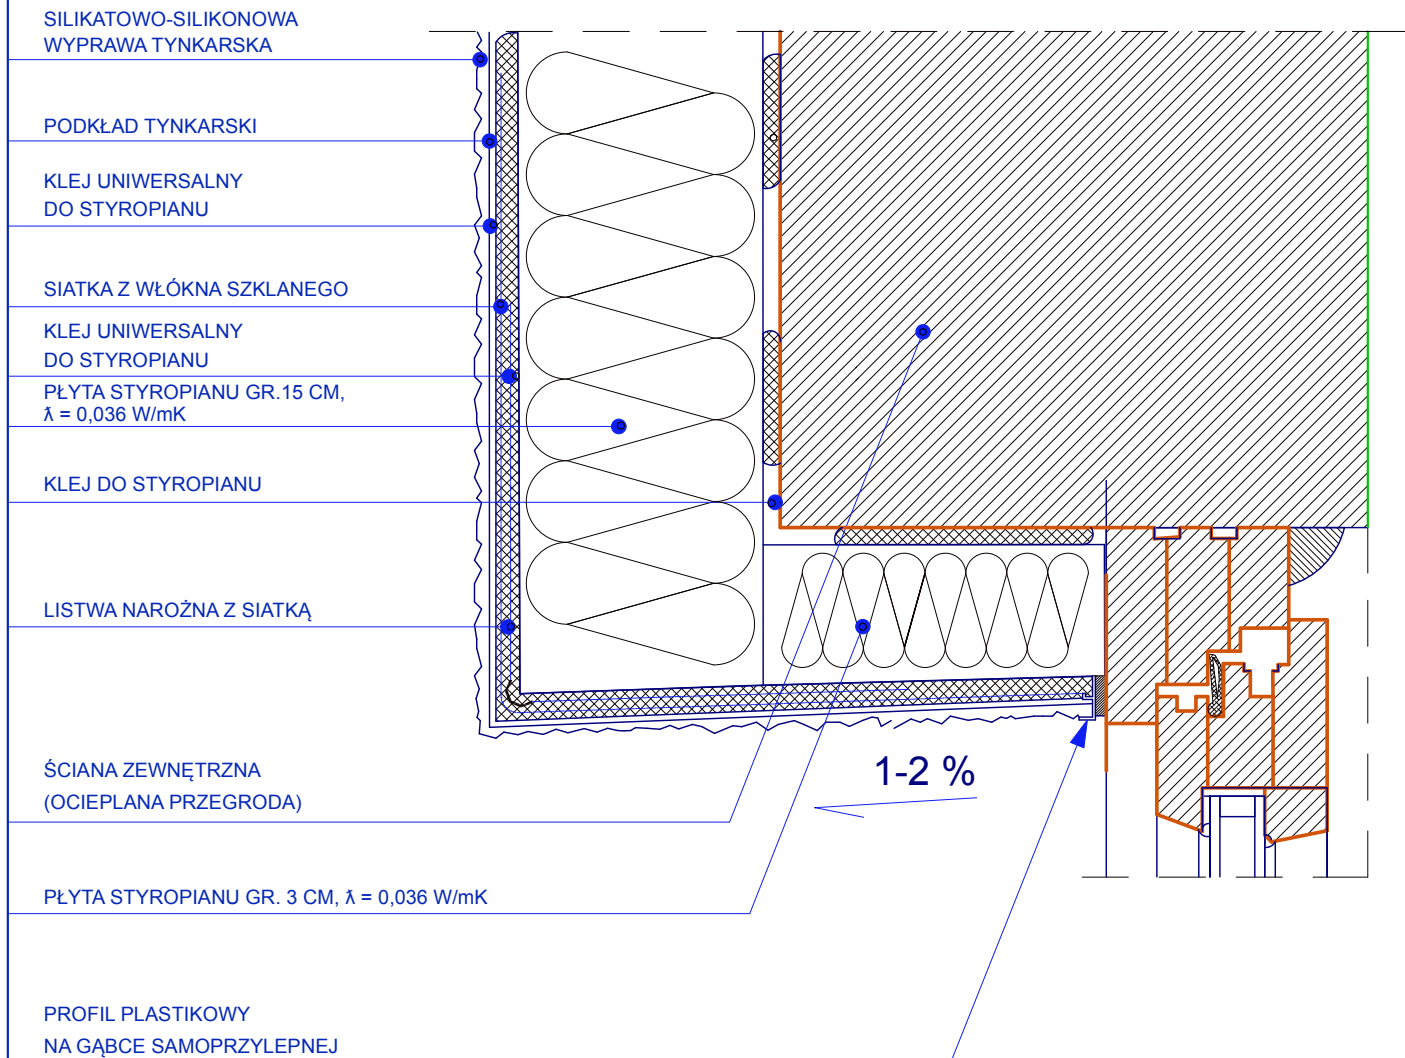 SILIKATOWO-SILIKONOWA
WYPRAWA TYNKARSKA
PODKŁAD TYNKARSKI
KLEJ UNIWERSALNY
DO STYROPIANU
SIATKA Z WŁÓKNA SZKLANEGO
KLEJ UNIWERSALNY
DO STYROPIANU
PŁYTA STYROPIANU GR.15 CM,
ƛ = 0,036 W/mK
KLEJ DO STYROPIANU
LISTWA NAROŻNA Z SIATKĄ
ŚCIANA ZEWNĘTRZNA
(OCIEPLANA PRZEGRODA)
1-2 %
PŁYTA STYROPIANU GR. 3 CM, ƛ = 0,036 W/mK
PROFIL PLASTIKOWY
NA GĄBCE SAMOPRZYLEPNEJ